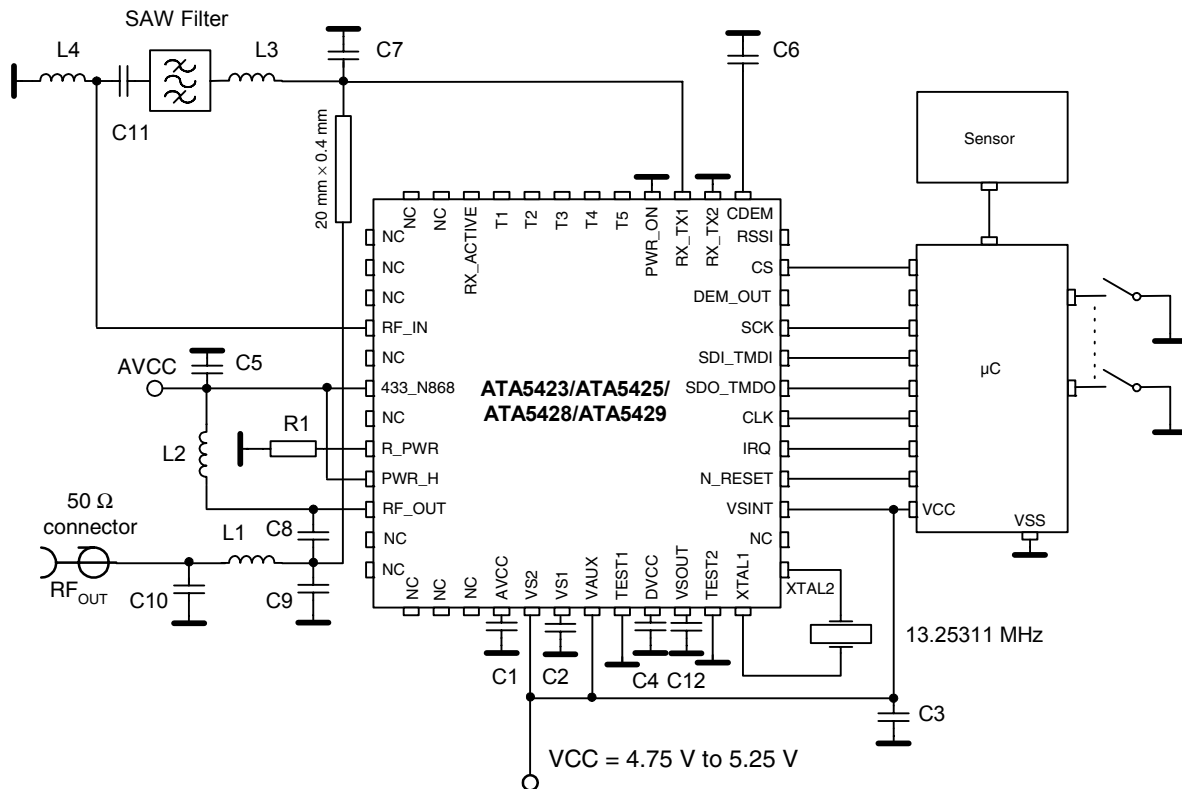 SAW Filter
L4
L3
C7
C6
C11
20 mm × 0.4 mm
Sensor
NC
NC
RX_ACTIVE
T1
T2
T3
T4
T5
PWR_ON
RX_TX1
RX_TX2
CDEM
NC
NC
NC
RF_IN
NC
433_N868
NC
R_PWR
PWR_H
RF_OUT
NC
NC
RSSI
CS
DEM_OUT
SCK
SDI_TMDI
SDO_TMDO
CLK
IRQ
N_RESET
VSINT
NC
XTAL2
ATA5423/ATA5425/
ATA5428/ATA5429
µC
VCC
VSS
C5
AVCC
R1
L2
50 Ω
connector
L1
C8
RFOUT
C10
C9
NC
NC
NC
AVCC
VS2
VS1
VAUX
TEST1
DVCC
VSOUT
TEST2
XTAL1
13.25311 MHz
C1
C2
C4
C12
C3
VCC = 4.75 V to 5.25 V